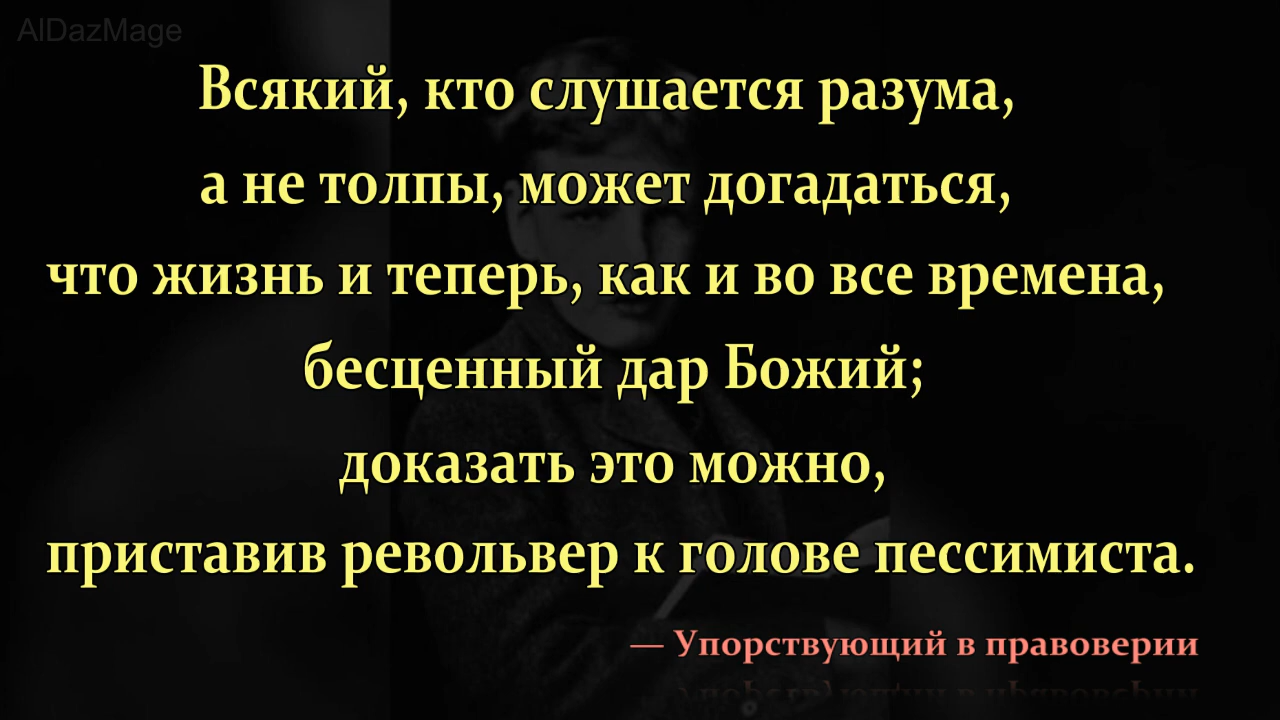 AlDazMage
Всякий, кто слушается разума,
а не толпы, может догадаться,
что жизнь и теперь, как и во все времена,
бесценный дар Божий;
доказать это можно,
приставив револьвер к голове пессимиста.
— Упорствующий в правоверии